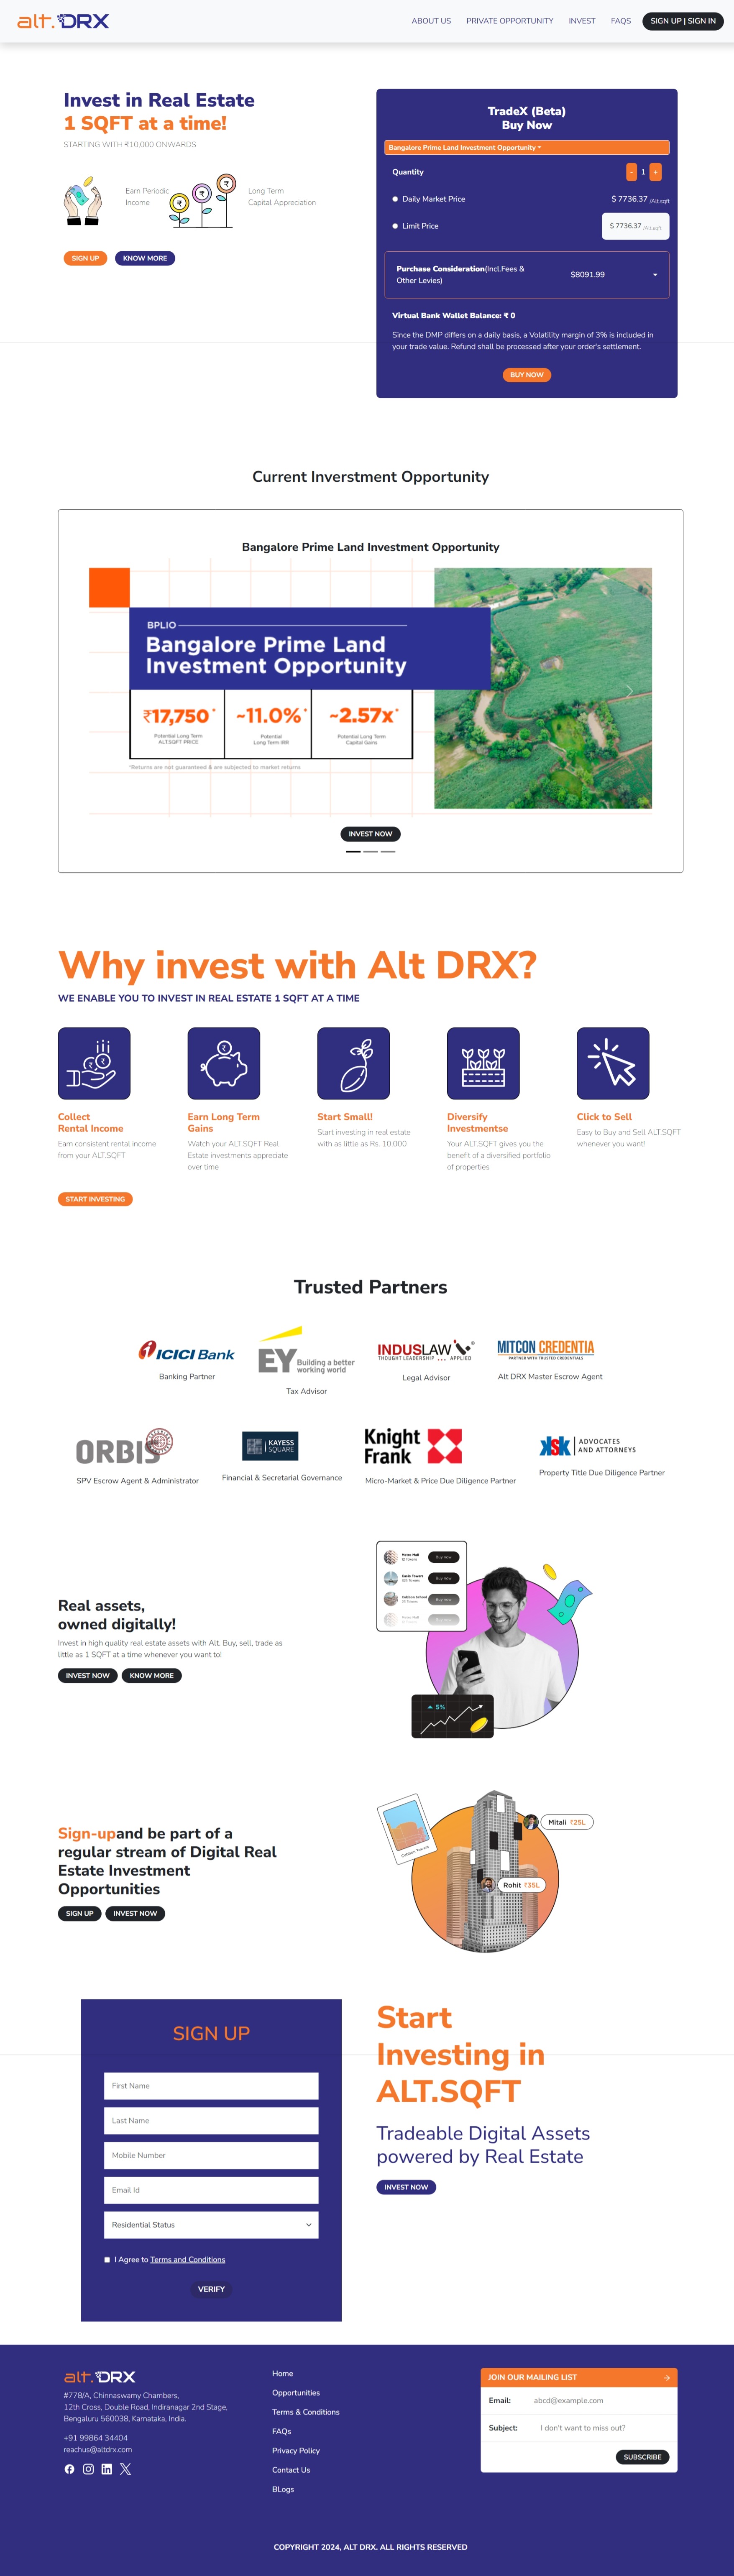 alt.DRX
ABOUT US
PRIVATE OPPORTUNITY
INVEST
FAQS
SIGN UP | SIGN IN
Invest in Real Estate
1 SQFT at a time!
STARTING WITH ₹10,000 ONWARDS
Earn Periodic
Income
Long Term
Capital Appreciation
SIGN UP
KNOW MORE
TradeX (Beta)
Buy Now
Bangalore Prime Land Investment Opportunity
Quantity
- 1 +
Daily Market Price
$ 7736.37 /Alt.sqft
Limit Price
$ 7736.37 /Alt.sqft
Purchase Consideration(Incl.Fees &
Other Levies)
$8091.99
Virtual Bank Wallet Balance: ₹ 0
Since the DMP differs on a daily basis, a Volatility margin of 3% is included in
your trade value. Refund shall be processed after your order's settlement.
BUY NOW
Current Inverstment Opportunity
Bangalore Prime Land Investment Opportunity
BPLIO
Bangalore Prime Land
Investment Opportunity
₹17,750*
Potential Long Term
ALT.SQFT PRICE
~11.0%*
Potential
Long Term IRR
~2.57x*
Potential Long Term
Capital Gains
*Returns are not guaranteed & are subjected to market returns
INVEST NOW
Why invest with Alt DRX?
WE ENABLE YOU TO INVEST IN REAL ESTATE 1 SQFT AT A TIME
Collect
Rental Income
Earn consistent rental income
from your ALT.SQFT
Earn Long Term
Gains
Watch your ALT.SQFT Real
Estate investments appreciate
over time
Start Small!
Start investing in real estate
with as little as Rs. 10,000
Diversify
Investmentse
Your ALT.SQFT gives you the
benefit of a diversified portfolio
of properties
Click to Sell
Easy to Buy and Sell ALT.SQFT
whenever you want!
START INVESTING
Trusted Partners
ICICI Bank
Banking Partner
EY Building a better
working world
Tax Advisor
INDUSLAW
THOUGHT LEADERSHIP ... APPLIED
Legal Advisor
MITCON CREDENTIA
PARTNER WITH TRUSTED CREDENTIALS
Alt DRX Master Escrow Agent
ORBIS
SPV Escrow Agent & Administrator
KAYESS
SQUARE
Financial & Secretarial Governance
Knight
Frank
Micro-Market & Price Due Diligence Partner
KSK ADVOCATES
AND ATTORNEYS
Property Title Due Diligence Partner
Real assets,
owned digitally!
Invest in high quality real estate assets with Alt. Buy, sell, trade as
little as 1 SQFT at a time whenever you want to!
INVEST NOW
KNOW MORE
Buy now
Buy now
Buy now
5%
Sign-upand be part of a
regular stream of Digital Real
Estate Investment
Opportunities
SIGN UP
INVEST NOW
Mitali ₹25L
Rohit ₹35L
SIGN UP
First Name
Last Name
Mobile Number
Email Id
Residential Status
I Agree to Terms and Conditions
VERIFY
Start
Investing in
ALT.SQFT
Tradeable Digital Assets
powered by Real Estate
INVEST NOW
alt.DRX
#778/A, Chinnaswamy Chambers,
12th Cross, Double Road, Indiranagar 2nd Stage,
Bengaluru 560038, Karnataka, India.
+91 99864 34404
reachus@altdrx.com
Home
Opportunities
Terms & Conditions
FAQs
Privacy Policy
Contact Us
BLogs
JOIN OUR MAILING LIST
Email: abcd@example.com
Subject: I don't want to miss out?
SUBSCRIBE
COPYRIGHT 2024, ALT DRX. ALL RIGHTS RESERVED